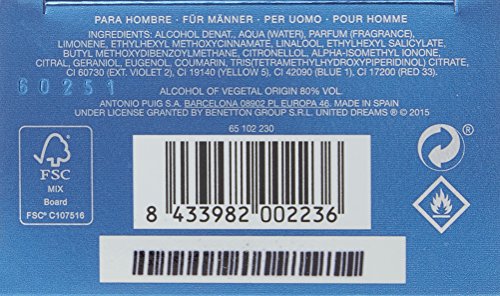 PARA HOMBRE - FÜR MÄNNER - PER UOMO - POUR HOMME
INGREDIENTS: ALCOHOL DENAT., AQUA (WATER), PARFUM (FRAGRANCE),
LIMONENE, ETHYLHEXYL METHOXYCINNAMATE, LINALOOL, ETHYLHEXYL SALICYLATE,
BUTYL METHOXYDIBENZOYLMETHANE, CITRONELLOL, ALPHA-ISOMETHYL IONONE,
CITRAL, GERANIOL, EUGENOL, COUMARIN, TRIS(TETRAMETHYLHYDROXYPIPERIDINOL) CITRATE,
CI 60730 (EXT. VIOLET 2), CI 19140 (YELLOW 5), CI 42090 (BLUE 1), CI 17200 (RED 33).
60251
ALCOHOL OF VEGETAL ORIGIN 80% VOL.
ANTONIO PUIG S.A. BARCELONA 08902 PL EUROPA 46. MADE IN SPAIN
UNDER LICENSE GRANTED BY BENETTON GROUP S.R.L. UNITED DREAMS ® © 2015
65 102 230
FSC
MIX
Board
FSC® C107516
8 433982 002236